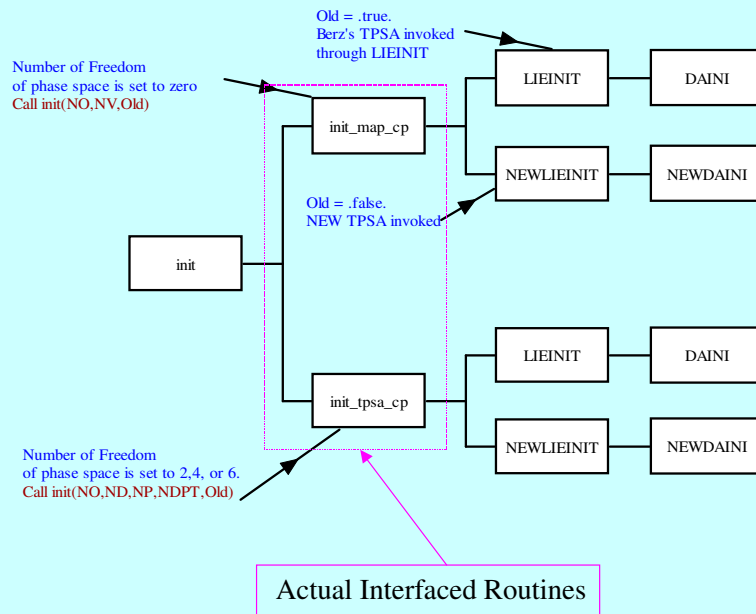 Old = .true.
Berz's TPSA invoked
through LIEINIT
Number of Freedom
of phase space is set to zero
Call init(NO,NV,Old)
LIEINIT
DAINI
init_map_cp
Old = .false.
NEW TPSA invoked
NEWLIEINIT
NEWDAINI
init
LIEINIT
DAINI
init_tpsa_cp
NEWLIEINIT
NEWDAINI
Number of Freedom
of phase space is set to 2,4, or 6.
Call init(NO,ND,NP,NDPT,Old)
Actual Interfaced Routines